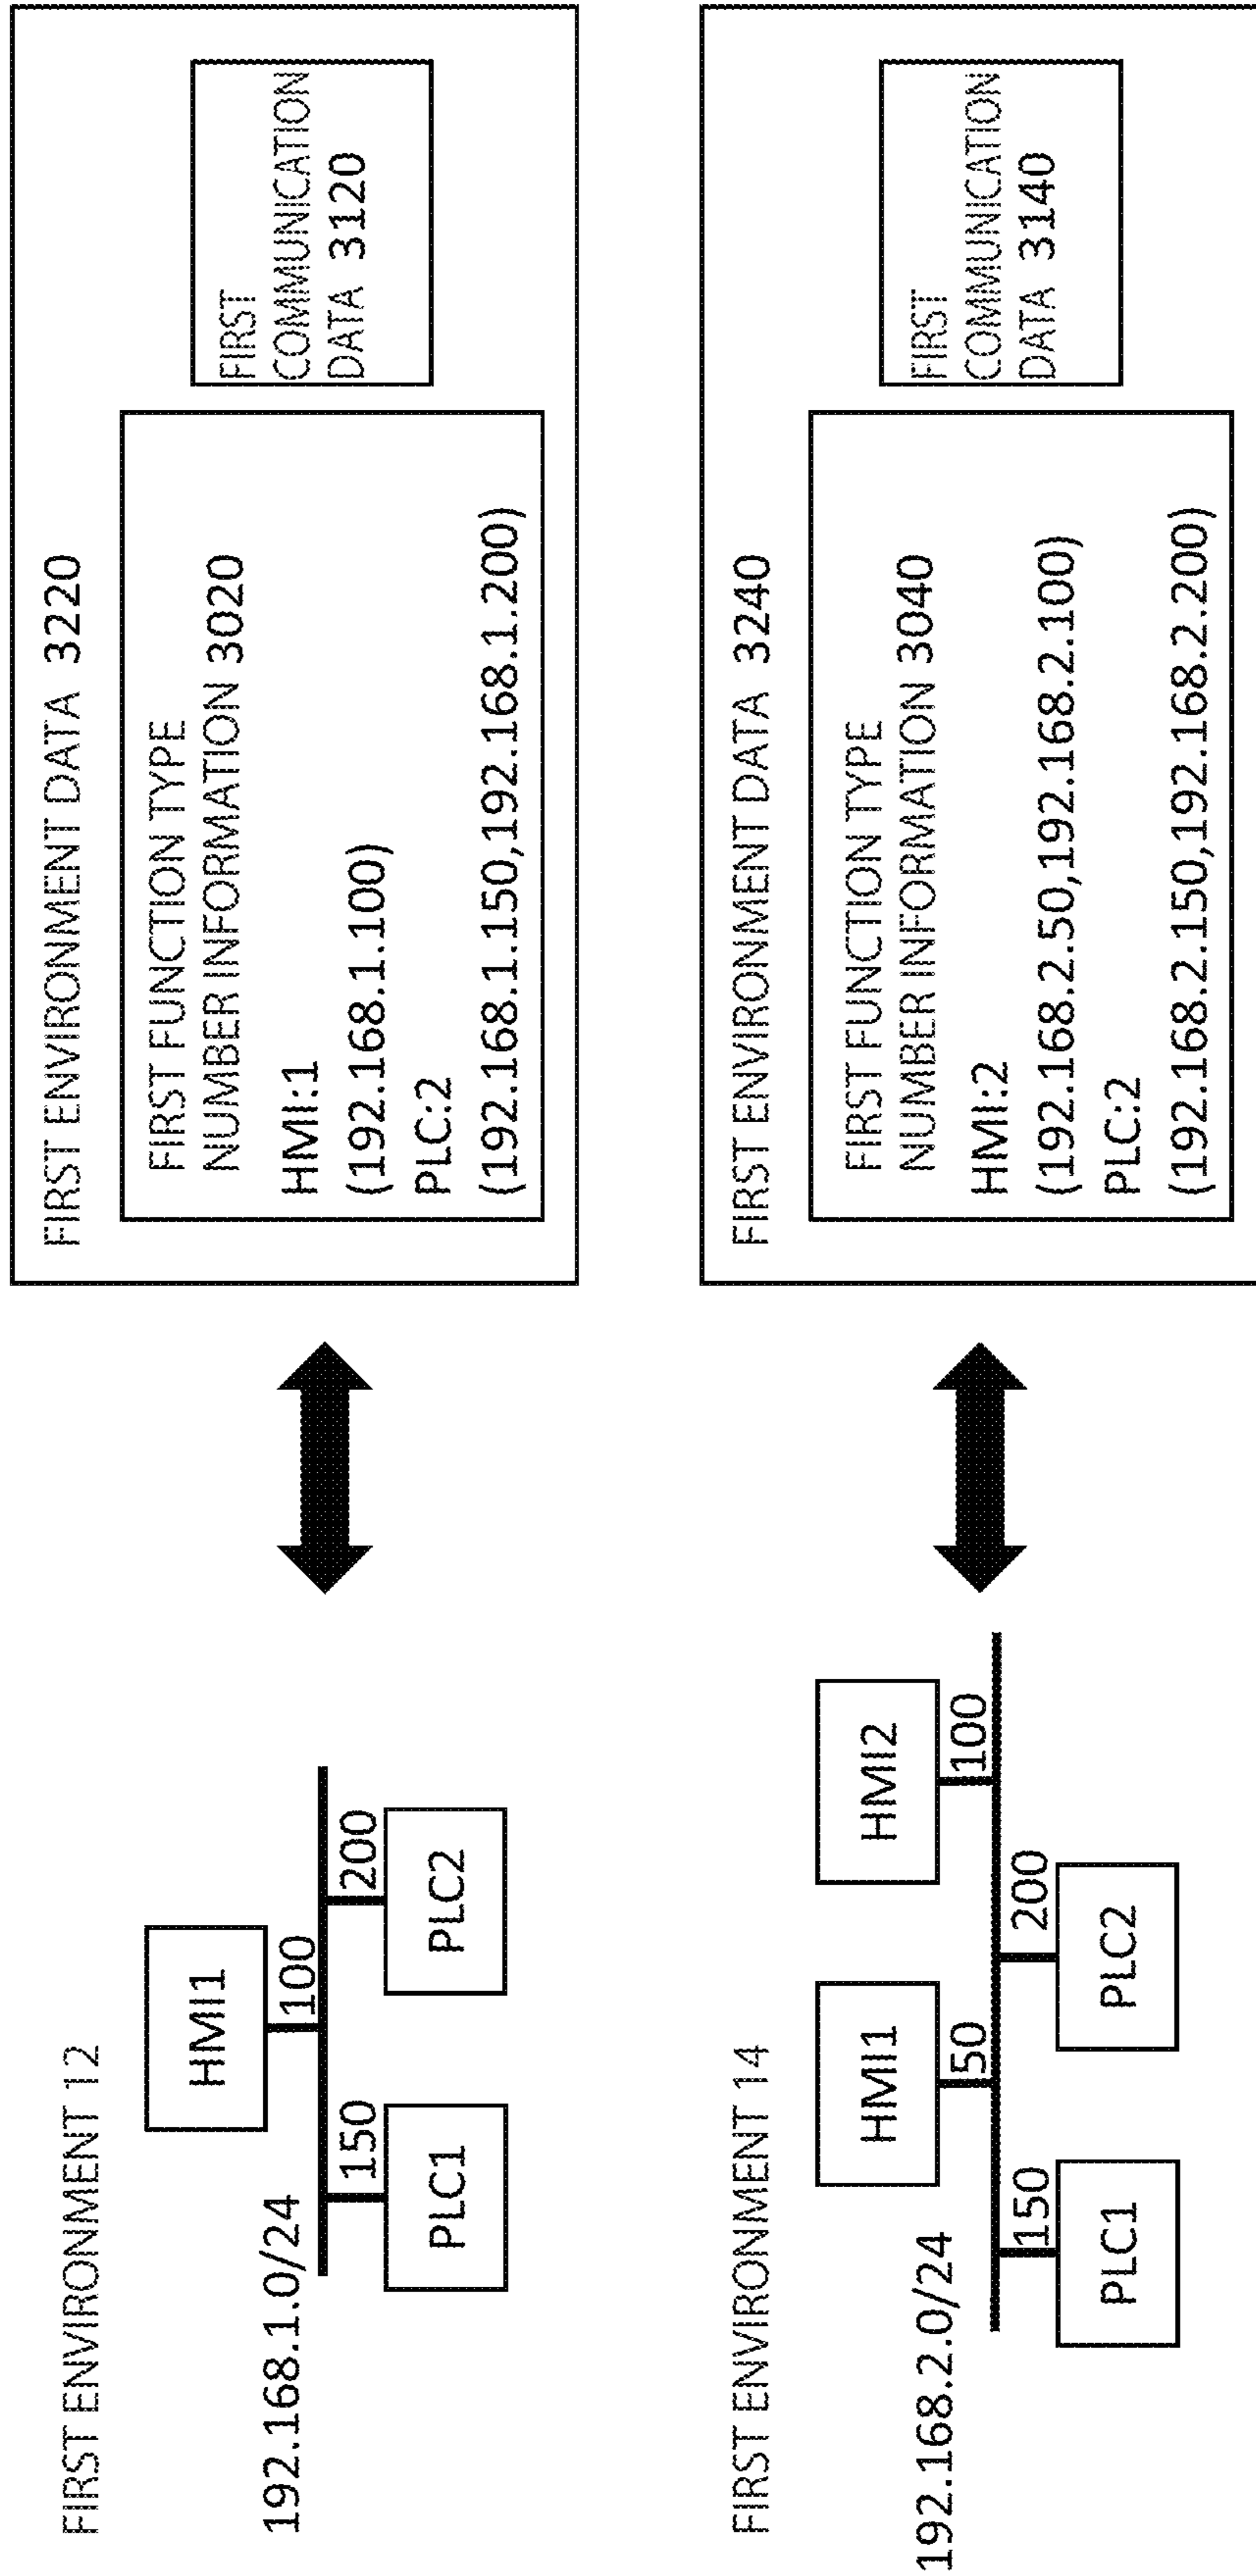 FIRST ENVIRONMENT 12
192.168.1.0/24
HMI1
100
150
200
PLC1
PLC2
FIRST ENVIRONMENT DATA 3220
FIRST FUNCTION TYPE
NUMBER INFORMATION 3020
HMI:1
(192.168.1.100)
PLC:2
(192.168.1.150,192.168.1.200)
FIRST
COMMUNICATION
DATA 3120
FIRST ENVIRONMENT 14
192.168.2.0/24
HMI1
HMI2
50
100
150
200
PLC1
PLC2
FIRST ENVIRONMENT DATA 3240
FIRST FUNCTION TYPE
NUMBER INFORMATION 3040
HMI:2
(192.168.2.50,192.168.2.100)
PLC:2
(192.168.2.150,192.168.2.200)
FIRST
COMMUNICATION
DATA 3140